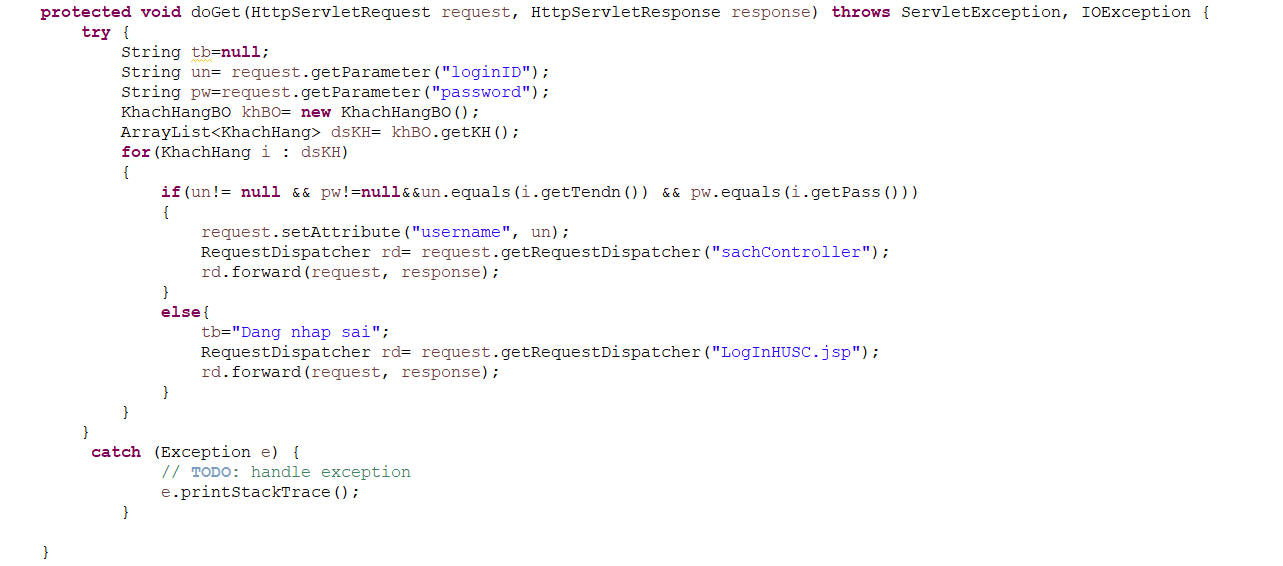 protected void doGet(HttpServletRequest request, HttpServletResponse response) throws ServletException, IOException {
try {
String tb=null;
String un= request.getParameter("loginID");
String pw=request.getParameter("password");
KhachHangBO khBO= new KhachHangBO();
ArrayList<KhachHang> dsKH= khBO.getKH();
for(KhachHang i : dsKH)
{
if(un!= null && pw!=null&&un.equals(i.getTendn()) && pw.equals(i.getPass()))
{
request.setAttribute("username", un);
RequestDispatcher rd= request.getRequestDispatcher("sachController");
rd.forward(request, response);
}
else{
tb="Dang nhap sai";
RequestDispatcher rd= request.getRequestDispatcher("LogInHUSC.jsp");
rd.forward(request, response);
}
}
}
catch (Exception e) {
// TODO: handle exception
e.printStackTrace();
}
}